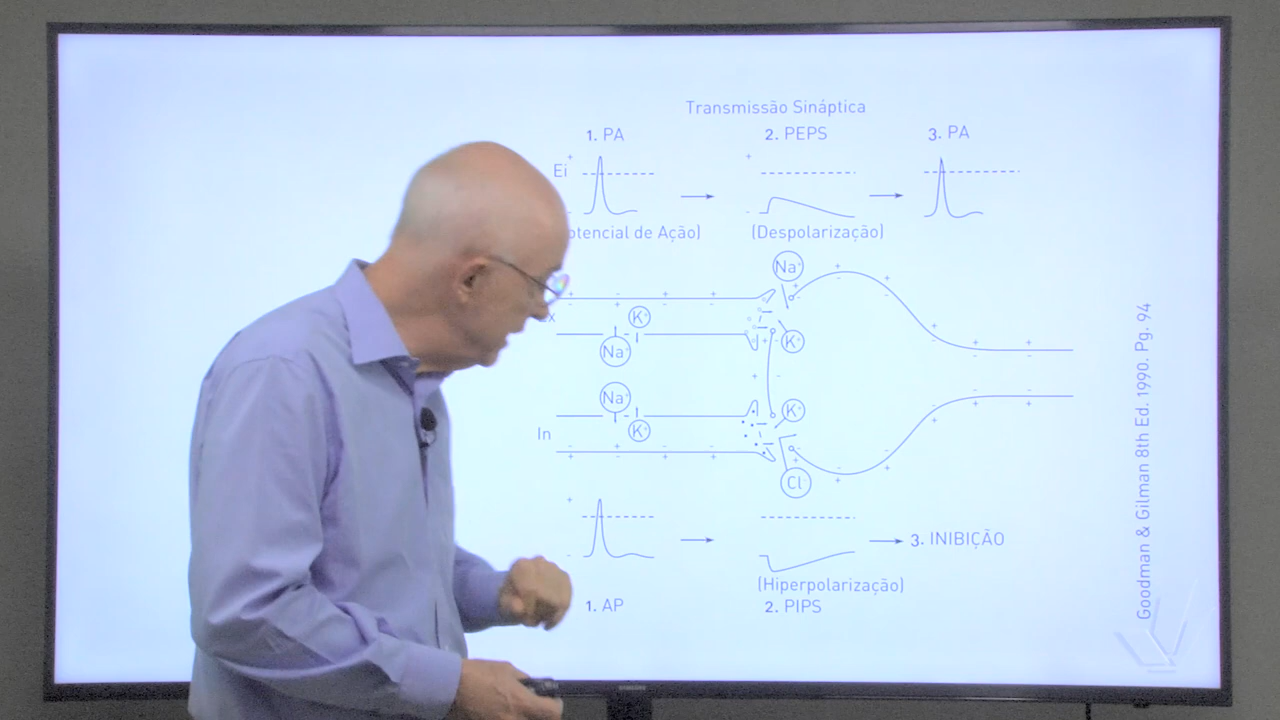 Transmissão Sináptica
1. PA
2. PEPS
3. PA
Ei
+
+
-
-
de Ação)
(Despolarização)
Na⁺
K⁺
Na⁺
K⁺
Na⁺
K⁺
In
K⁺
Cl⁻
+
-
3. INIBIÇÃO
(Hiperpolarização)
1. AP
2. PIPS
Goodman & Gilman 8th Ed. 1990. Pg. 94
SAMSUNG